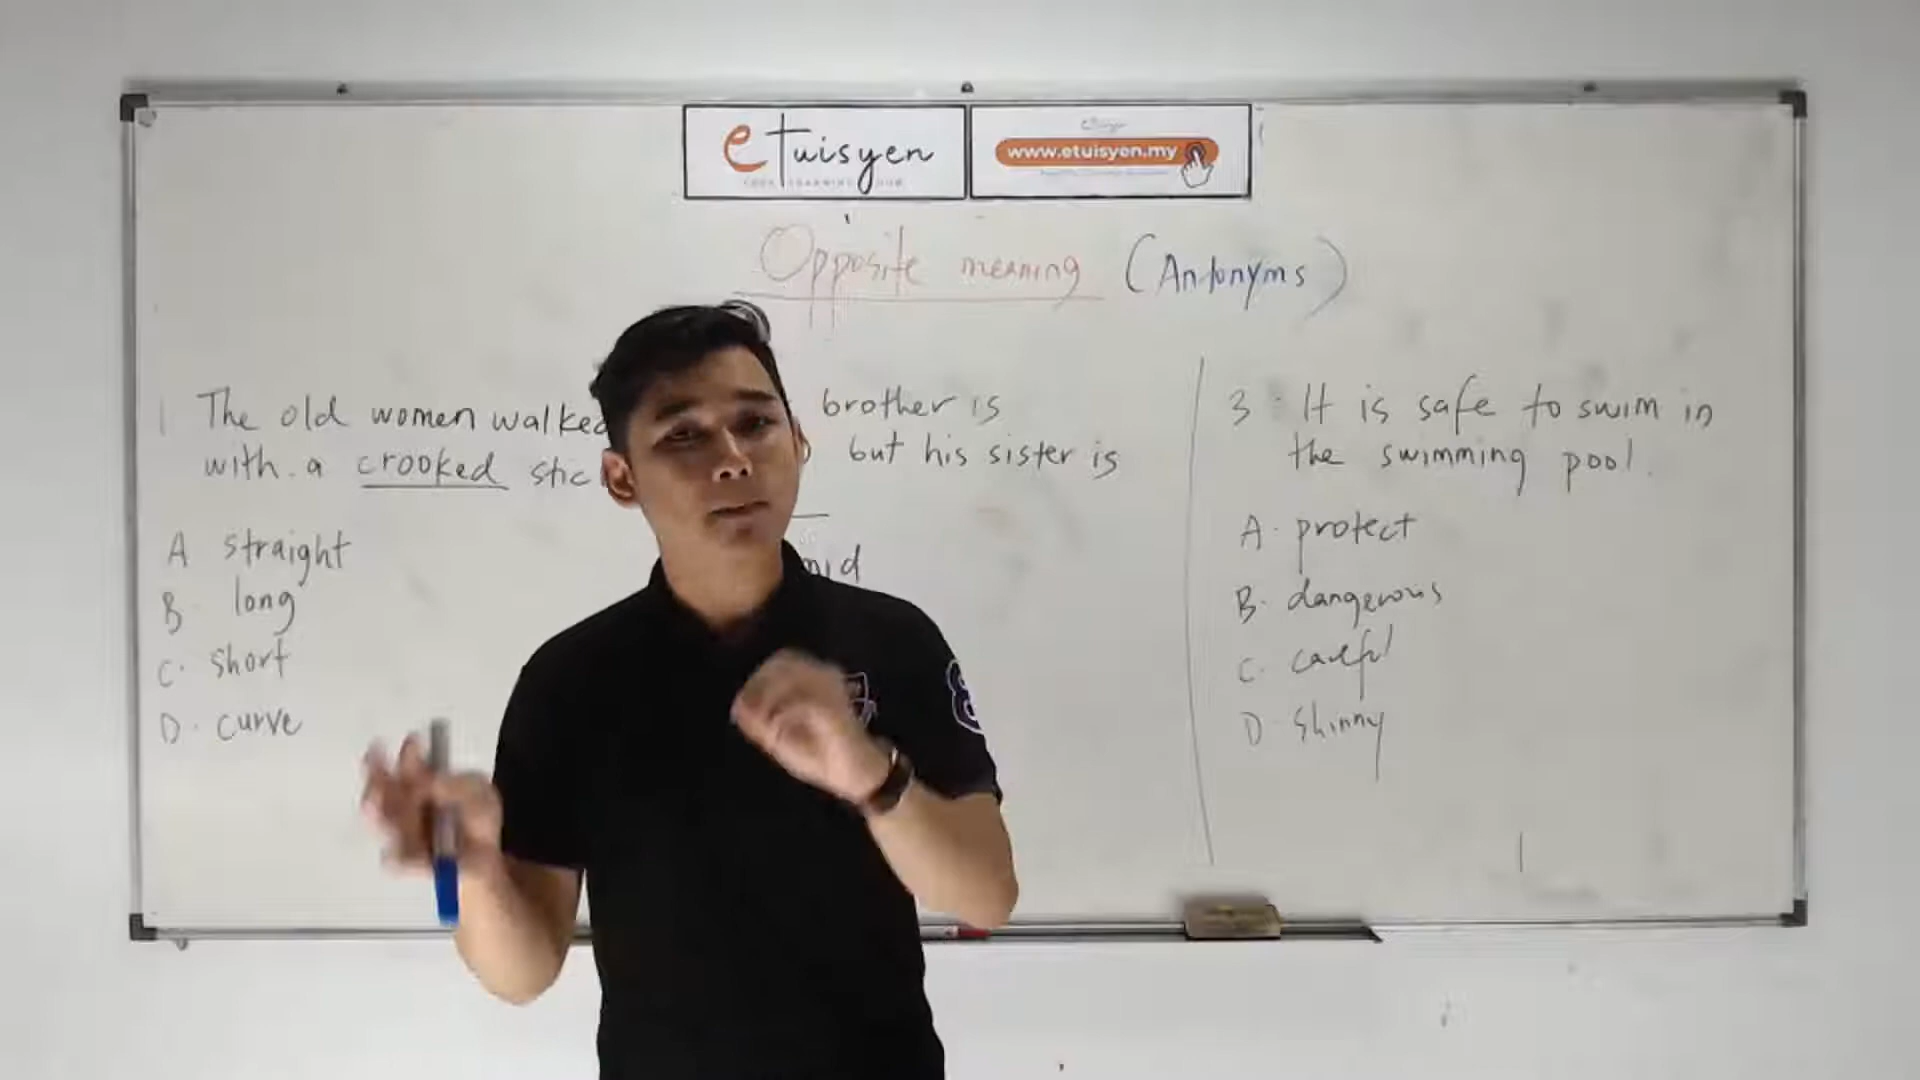 eTuisyen
www.etuisyen.my
Opposite meaning (Antonyms)
1 The old women walked
with a crooked stic
A straight
B. long
C. short
D. curve
brother is
but his sister is
3. It is safe to swim in
the swimming pool.
A. protect
B. dangerous
C. careful
D. skinny